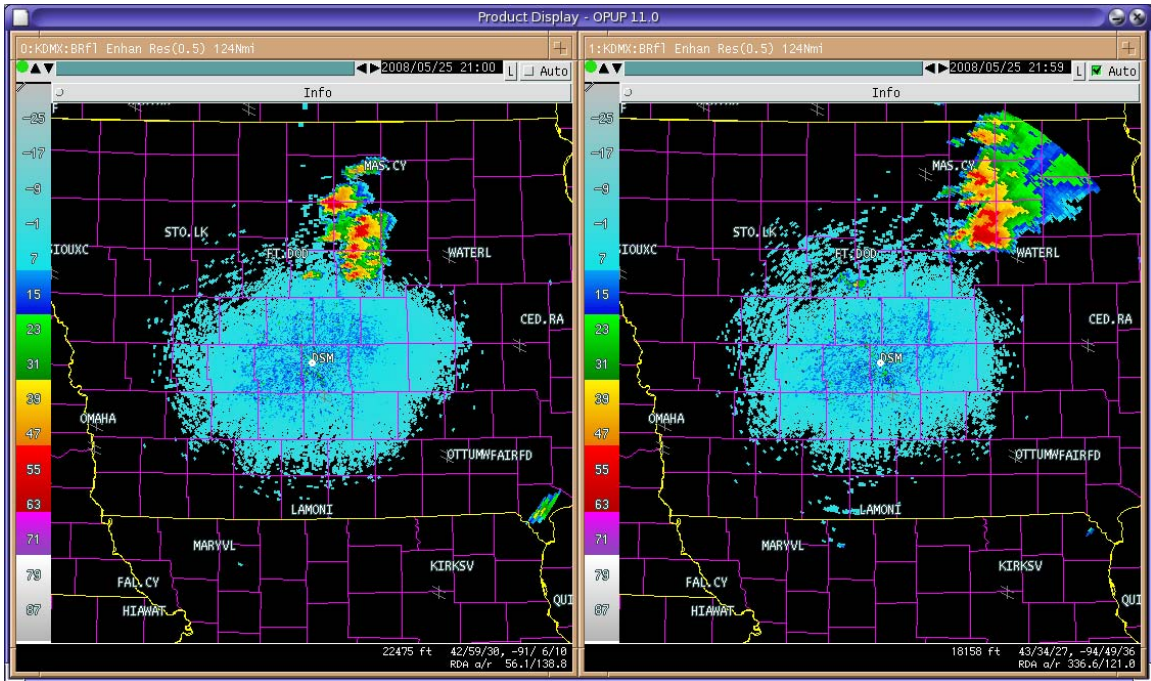 Product Display - OPUP 11.0
0:KDMX:BRfl Enhan Res(0.5) 124Nmi
2008/05/25 21:00 L Auto
Info
-25
-17
-9
-1
7
15
23
31
39
47
55
63
71
79
87
MAS.CY
STO.LK
SIOUXC
FT.DOD
WATERL
CED.RA
DSM
OMAHA
OTTUMWFAIRFD
LAMONI
MARYVL
KIRKSV
FAL.CY
HIAWAT
QUI
22475 ft 42/59/30, -91/ 6/10
RDA a/r 56.1/138.8
1:KDMX:BRfl Enhan Res(0.5) 124Nmi
2008/05/25 21:59 L Auto
Info
-25
-17
-9
-1
7
15
23
31
39
47
55
63
71
79
87
MAS.CY
STO.LK
IOUXC
FT.DOD
WATERL
CED.RA
DSM
OMAHA
OTTUMWFAIRFD
LAMONI
MARYVL
KIRKSV
FAL.CY
HIAWAT
QUI
18158 ft 43/34/27, -94/49/36
RDA a/r 336.6/121.0